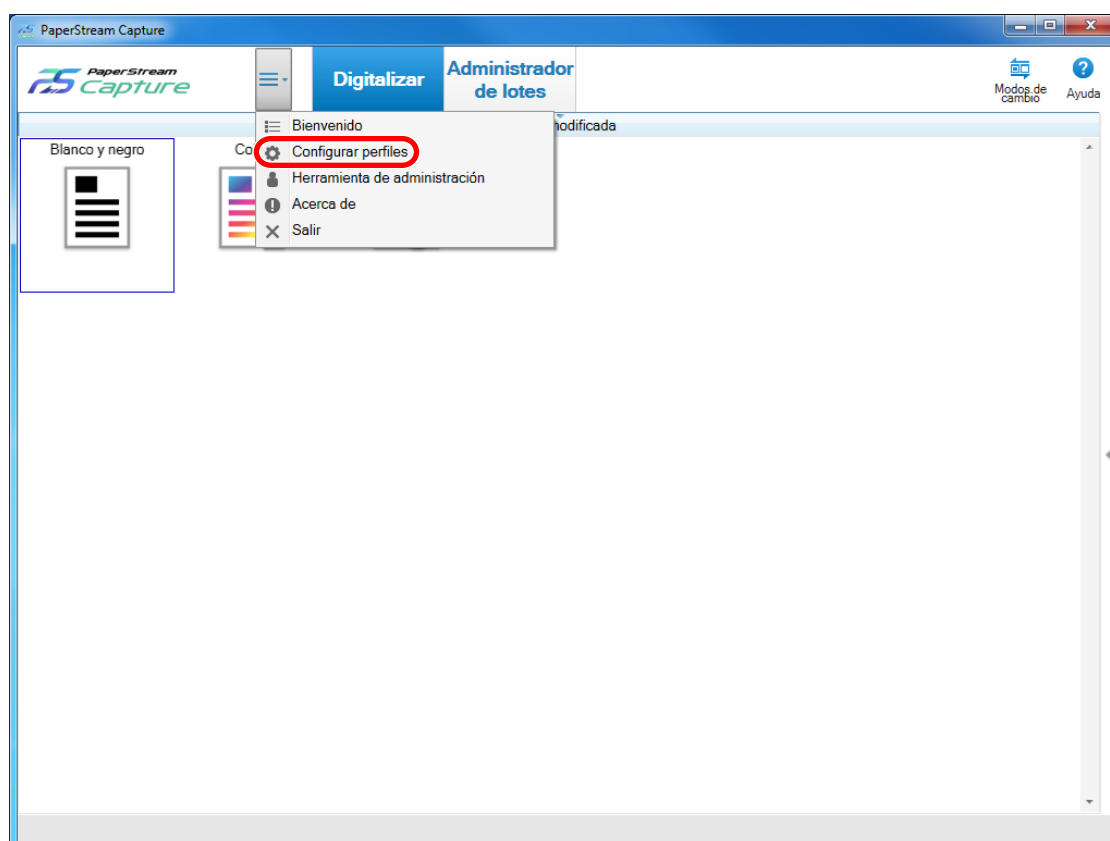 PaperStream Capture
PaperStream
Capture
Digitalizar
Administrador
de lotes
Modos de
cambio
Ayuda
Bienvenido
modificada
Blanco y negro
Co
Configurar perfiles
Herramienta de administración
Acerca de
Salir